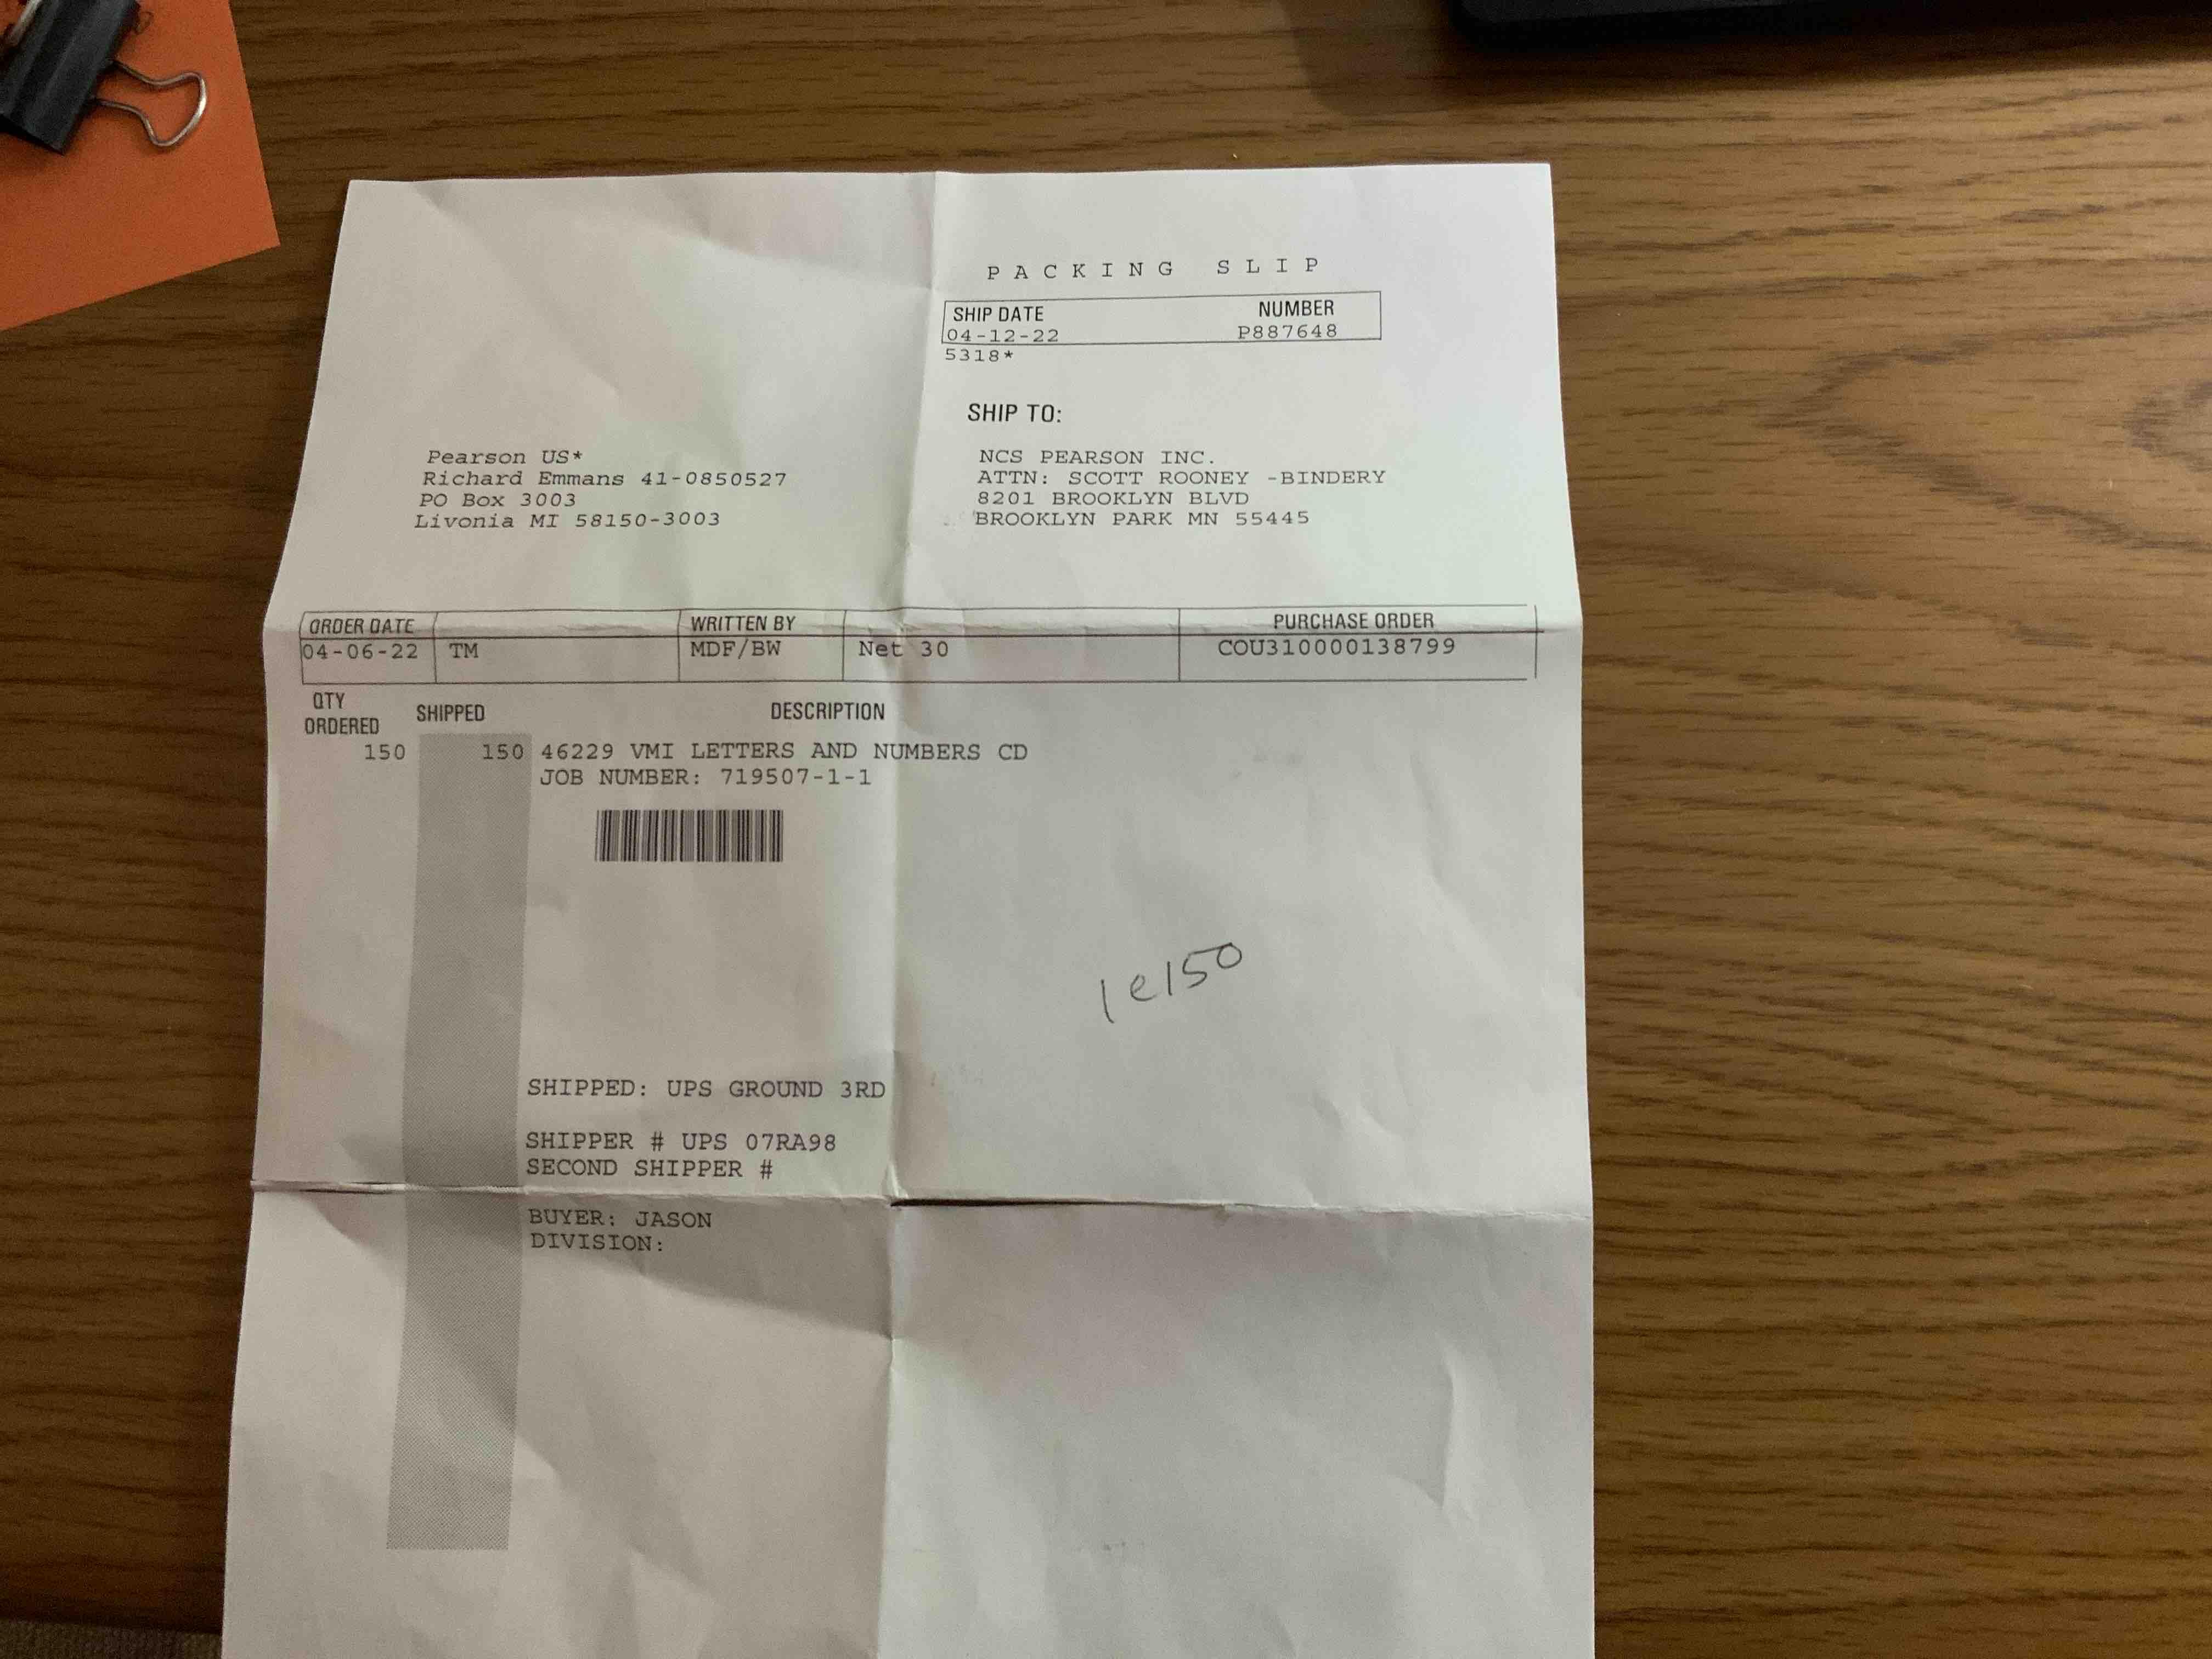 PACKING SLIP
SHIP DATE NUMBER
04-12-22 P887648
5318*
SHIP TO:
Pearson US*
Richard Emmans 41-0850527
PO Box 3003
Livonia MI 58150-3003
NCS PEARSON INC.
ATTN: SCOTT ROONEY -BINDERY
8201 BROOKLYN BLVD
BROOKLYN PARK MN 55445
ORDER DATE WRITTEN BY PURCHASE ORDER
04-06-22 TM MDF/BW Net 30 COU310000138799
QTY
ORDERED SHIPPED DESCRIPTION
150 150 46229 VMI LETTERS AND NUMBERS CD
JOB NUMBER: 719507-1-1
1e150
SHIPPED: UPS GROUND 3RD
SHIPPER # UPS 07RA98
SECOND SHIPPER #
BUYER: JASON
DIVISION: